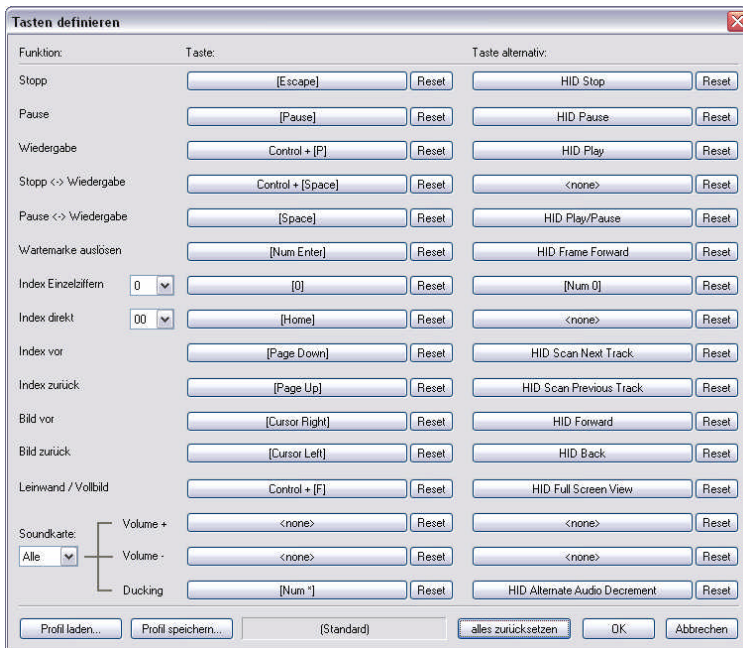 Tasten definieren
Funktion: Taste: Taste alternativ:
Stopp [Escape] Reset HID Stop Reset
Pause [Pause] Reset HID Pause Reset
Wiedergabe Control + [P] Reset HID Play Reset
Stopp <-> Wiedergabe Control + [Space] Reset <none> Reset
Pause <-> Wiedergabe [Space] Reset HID Play/Pause Reset
Wartemarke auslösen [Num Enter] Reset HID Frame Forward Reset
Index Einzelziffern 0 [0] Reset [Num 0] Reset
Index direkt 00 [Home] Reset <none> Reset
Index vor [Page Down] Reset HID Scan Next Track Reset
Index zurück [Page Up] Reset HID Scan Previous Track Reset
Bild vor [Cursor Right] Reset HID Forward Reset
Bild zurück [Cursor Left] Reset HID Back Reset
Leinwand / Vollbild Control + [F] Reset HID Full Screen View Reset
Volume + <none> Reset <none> Reset
Soundkarte:
Alle Volume - <none> Reset <none> Reset
Ducking [Num *] Reset HID Alternate Audio Decrement Reset
Profil laden... Profil speichern... (Standard) alles zurücksetzen OK Abbrechen